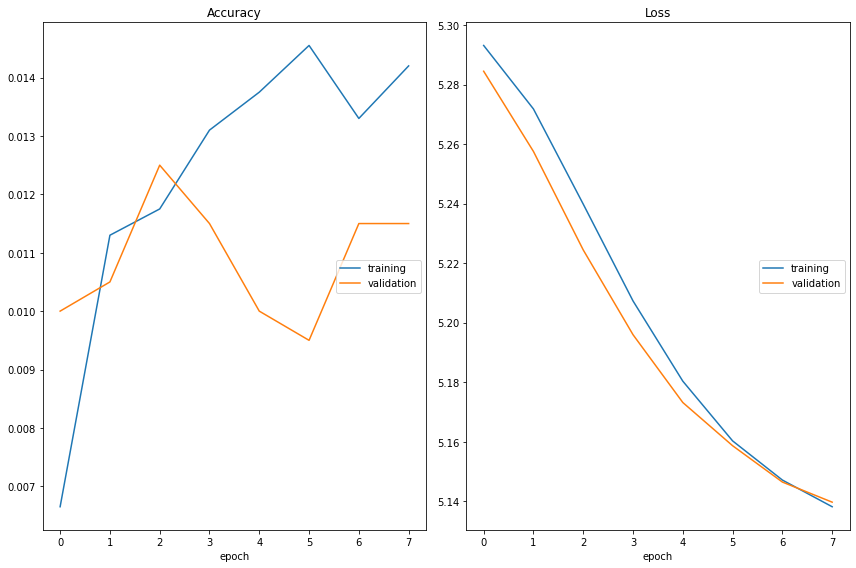 Accuracy
0.014
0.013
0.012
0.011
0.010
0.009
0.008
0.007
training
validation
0 1 2 3 4 5 6 7
epoch
Loss
5.30
5.28
5.26
5.24
5.22
5.20
5.18
5.16
5.14
training
validation
0 1 2 3 4 5 6 7
epoch